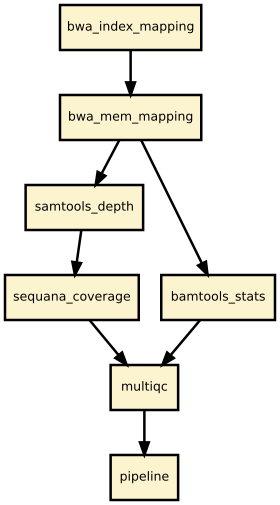 bwa_index_mapping
bwa_mem_mapping
samtools_depth
sequana_coverage
bamtools_stats
multiqc
pipeline